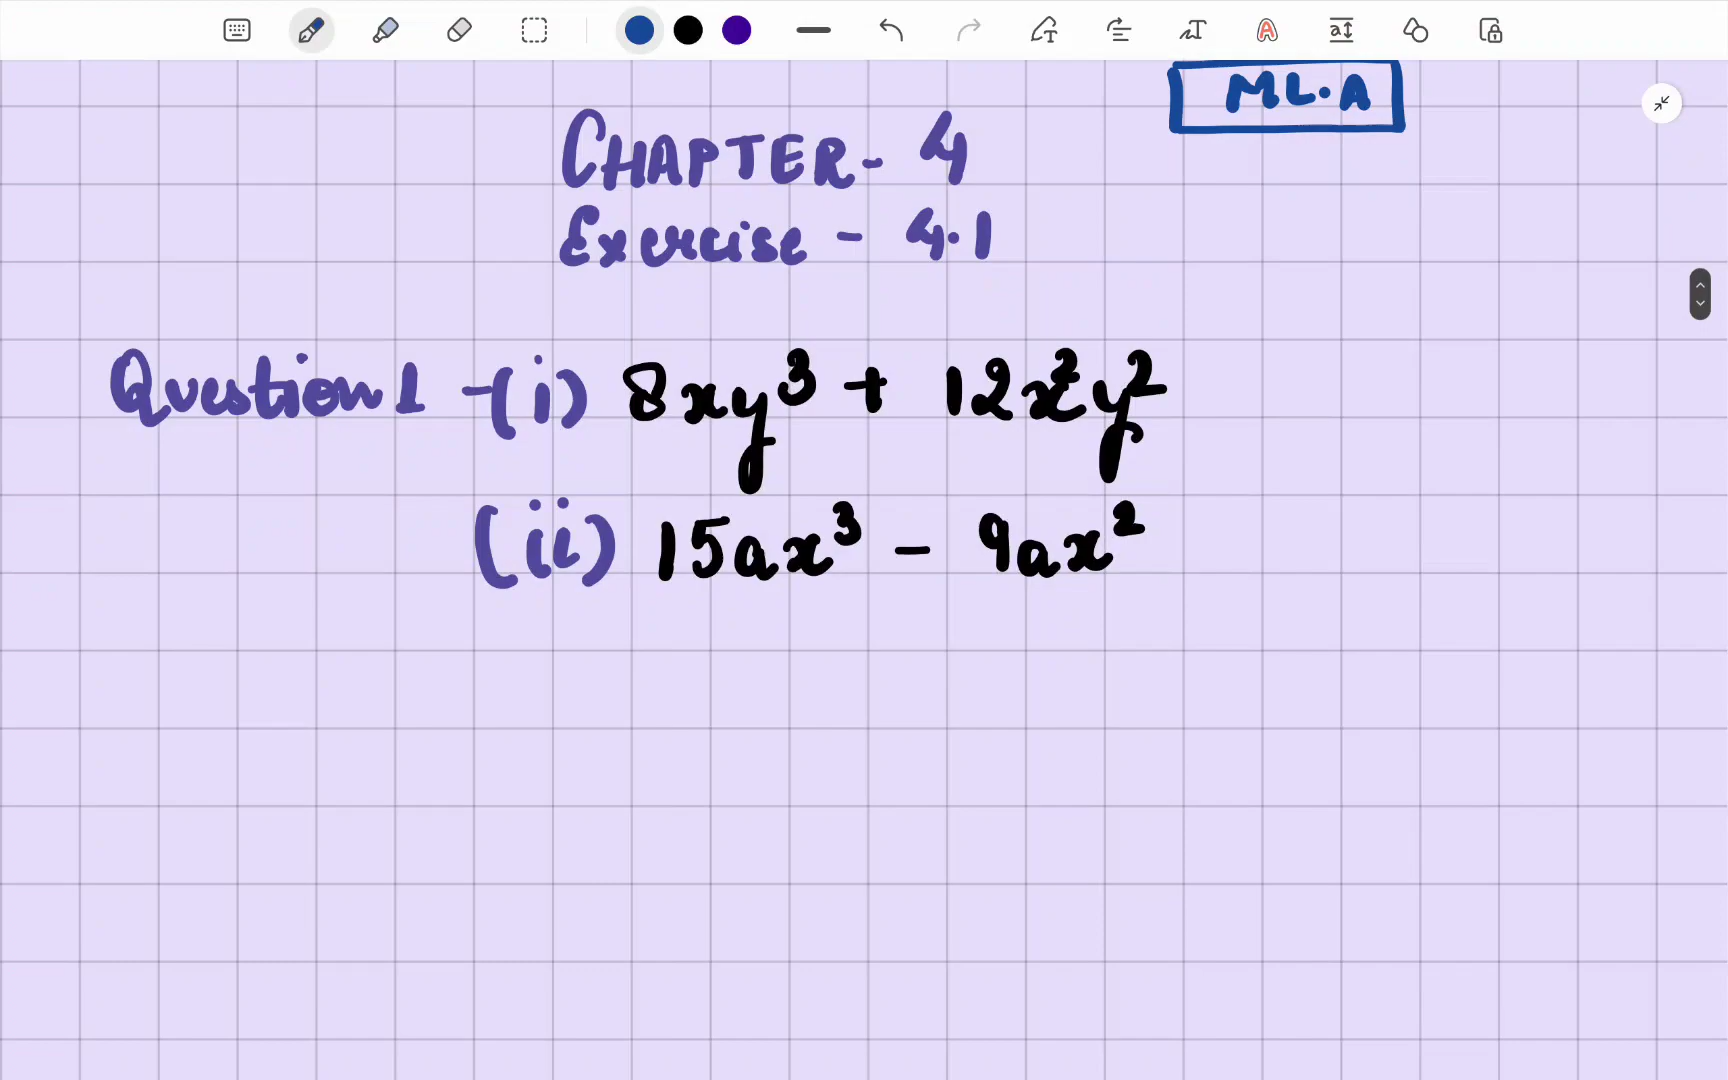 ML.A
CHAPTER- 4
Exercise - 4.1
Question 1 -(i) 8xy³ + 12x²y²
(ii) 15ax³ - 9ax²